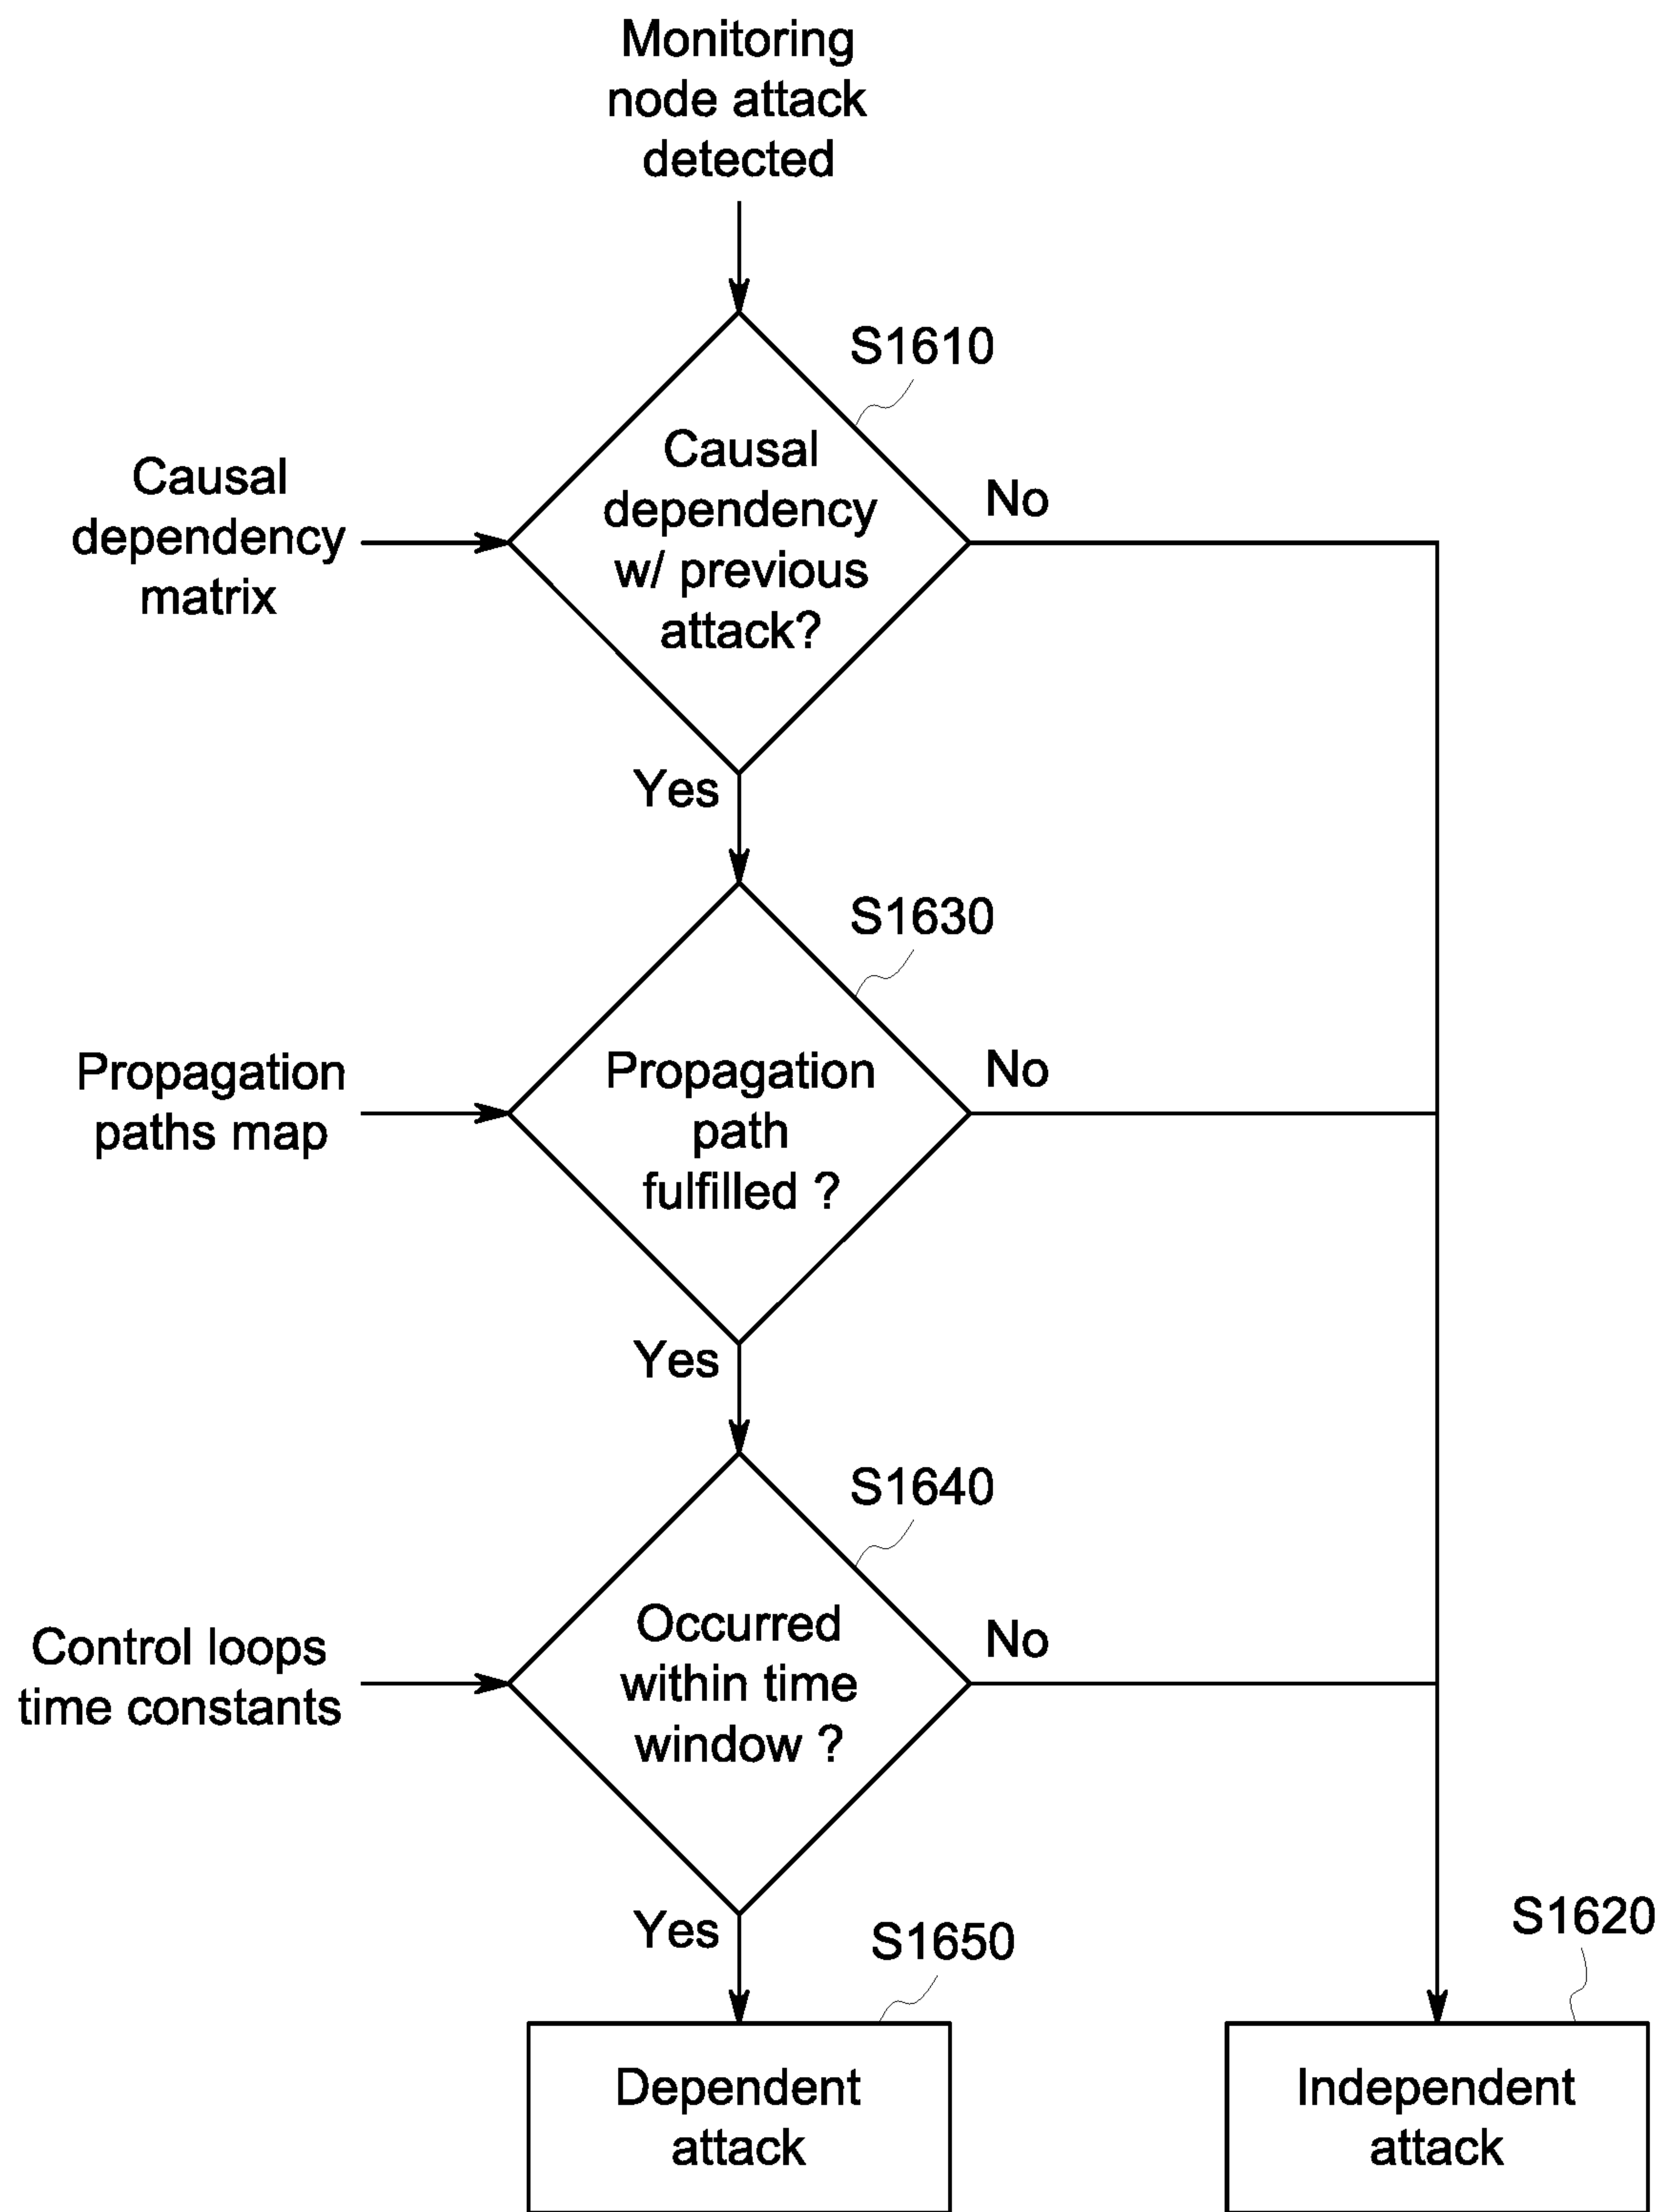 Monitoring
node attack
detected
S1610
Causal
dependency
matrix
Causal
dependency
w/ previous
attack?
No
Yes
S1630
Propagation
paths map
Propagation
path
fulfilled ?
No
Yes
S1640
Control loops
time constants
Occurred
within time
window ?
No
Yes
S1650
S1620
Dependent
attack
Independent
attack